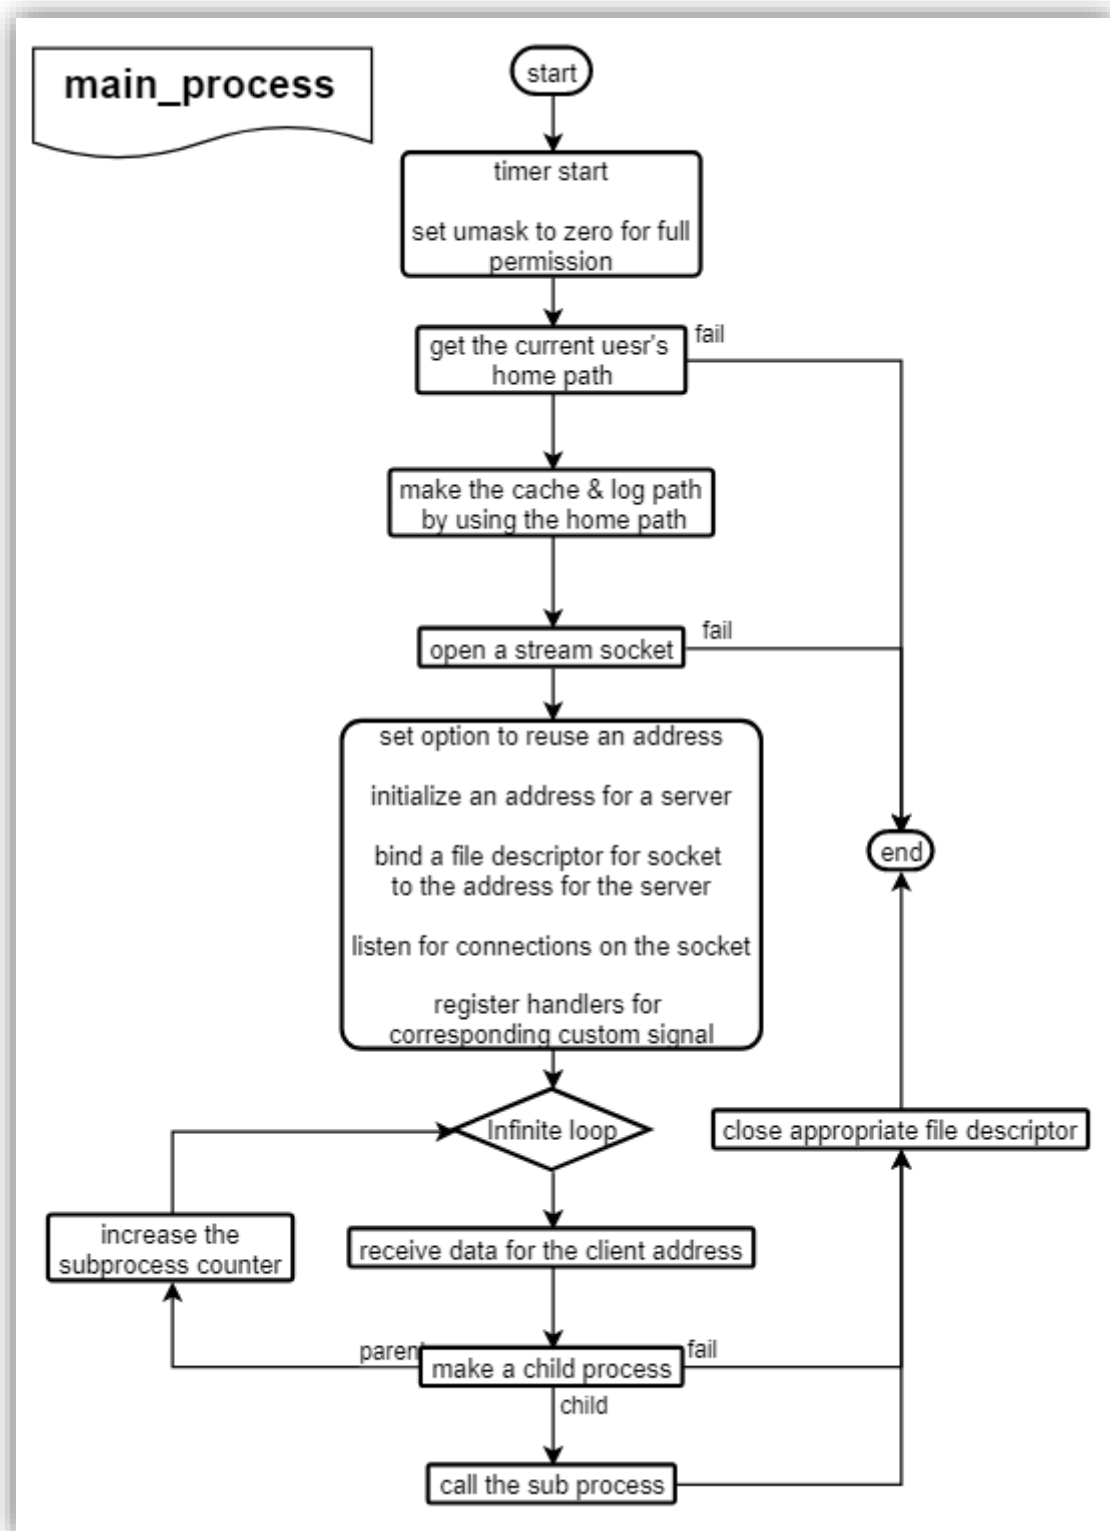 main_process
start
timer start
set umask to zero for full
permission
get the current uesr's
home path
fail
make the cache & log path
by using the home path
open a stream socket
fail
set option to reuse an address
initialize an address for a server
bind a file descriptor for socket
to the address for the server
listen for connections on the socket
register handlers for
corresponding custom signal
end
Infinite loop
close appropriate file descriptor
increase the
subprocess counter
receive data for the client address
parent
make a child process
fail
child
call the sub process